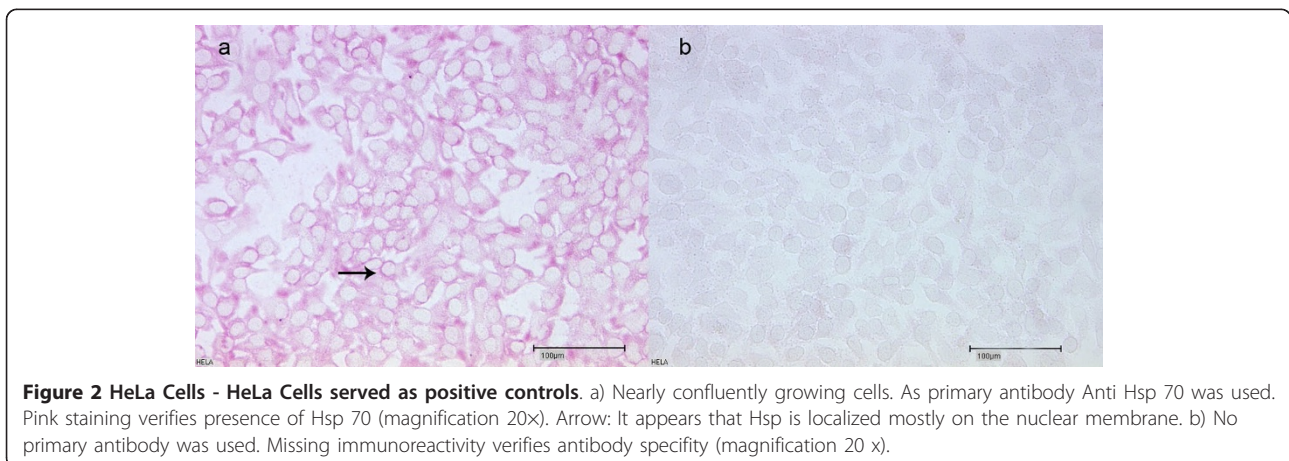 a
b
HELA
100µm
HELA
100µm
Figure 2 HeLa Cells - HeLa Cells served as positive controls. a) Nearly confluently growing cells. As primary antibody Anti Hsp 70 was used.
Pink staining verifies presence of Hsp 70 (magnification 20×). Arrow: It appears that Hsp is localized mostly on the nuclear membrane. b) No
primary antibody was used. Missing immunoreactivity verifies antibody specifity (magnification 20 x).